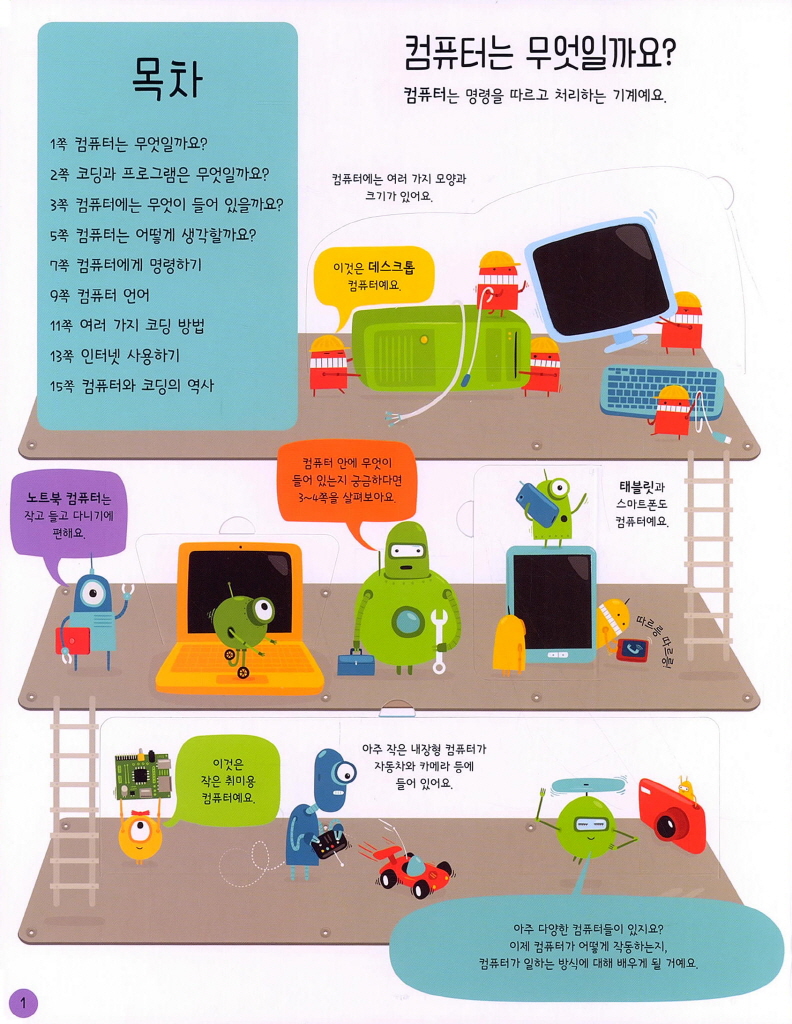 목차
1쪽 컴퓨터는 무엇일까요?
2쪽 코딩과 프로그램은 무엇일까요?
3쪽 컴퓨터에는 무엇이 들어 있을까요?
5쪽 컴퓨터는 어떻게 생각할까요?
7쪽 컴퓨터에게 명령하기
9쪽 컴퓨터 언어
11쪽 여러 가지 코딩 방법
13쪽 인터넷 사용하기
15쪽 컴퓨터와 코딩의 역사
컴퓨터는 무엇일까요?
컴퓨터는 명령을 따르고 처리하는 기계예요.
컴퓨터에는 여러 가지 모양과
크기가 있어요.
이것은 데스크톱
컴퓨터예요.
노트북 컴퓨터는
작고 들고 다니기에
편해요.
컴퓨터 안에 무엇이
들어 있는지 궁금하다면
3~4쪽을 살펴보아요.
태블릿과
스마트폰도
컴퓨터예요.
따르릉 따르릉!
이것은
작은 취미용
컴퓨터예요.
아주 작은 내장형 컴퓨터가
자동차와 카메라 등에
들어 있어요.
아주 다양한 컴퓨터들이 있지요?
이제 컴퓨터가 어떻게 작동하는지,
컴퓨터가 일하는 방식에 대해 배우게 될 거예요.
1